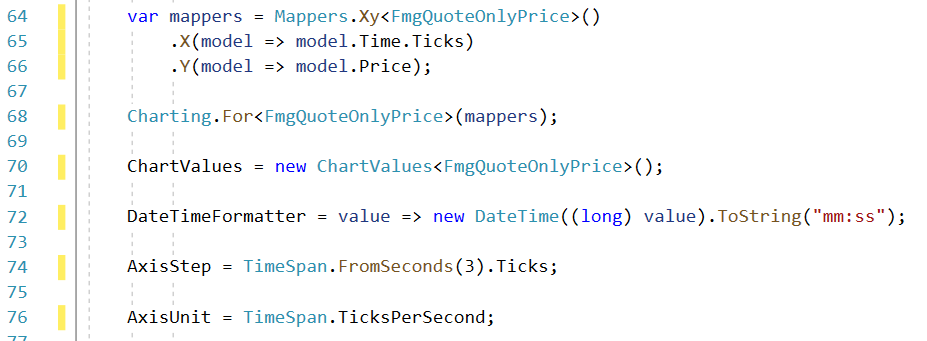 64 var mappers = Mappers.Xy<FmgQuoteOnlyPrice>()
65 .X(model => model.Time.Ticks)
66 .Y(model => model.Price);
67
68 Charting.For<FmgQuoteOnlyPrice>(mappers);
69
70 ChartValues = new ChartValues<FmgQuoteOnlyPrice>();
71
72 DateTimeFormatter = value => new DateTime((long) value).ToString("mm:ss");
73
74 AxisStep = TimeSpan.FromSeconds(3).Ticks;
75
76 AxisUnit = TimeSpan.TicksPerSecond;
77